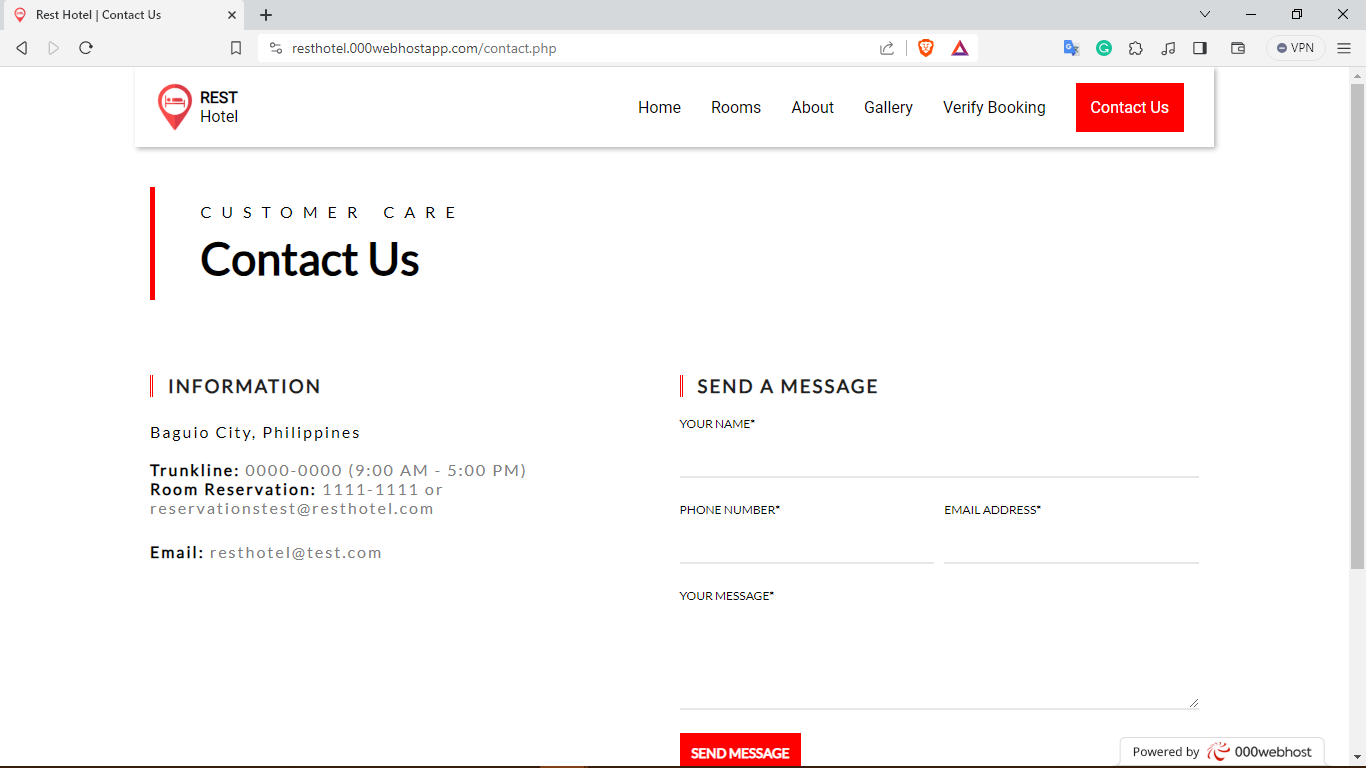 Rest Hotel | Contact Us
resthotel.000webhostapp.com/contact.php
VPN
REST
Hotel
Home Rooms About Gallery Verify Booking Contact Us
CUSTOMER CARE
Contact Us
INFORMATION
Baguio City, Philippines
Trunkline: 0000-0000 (9:00 AM - 5:00 PM)
Room Reservation: 1111-1111 or
reservationstest@resthotel.com
Email: resthotel@test.com
SEND A MESSAGE
YOUR NAME*
PHONE NUMBER* EMAIL ADDRESS*
YOUR MESSAGE*
SEND MESSAGE
Powered by 000webhost